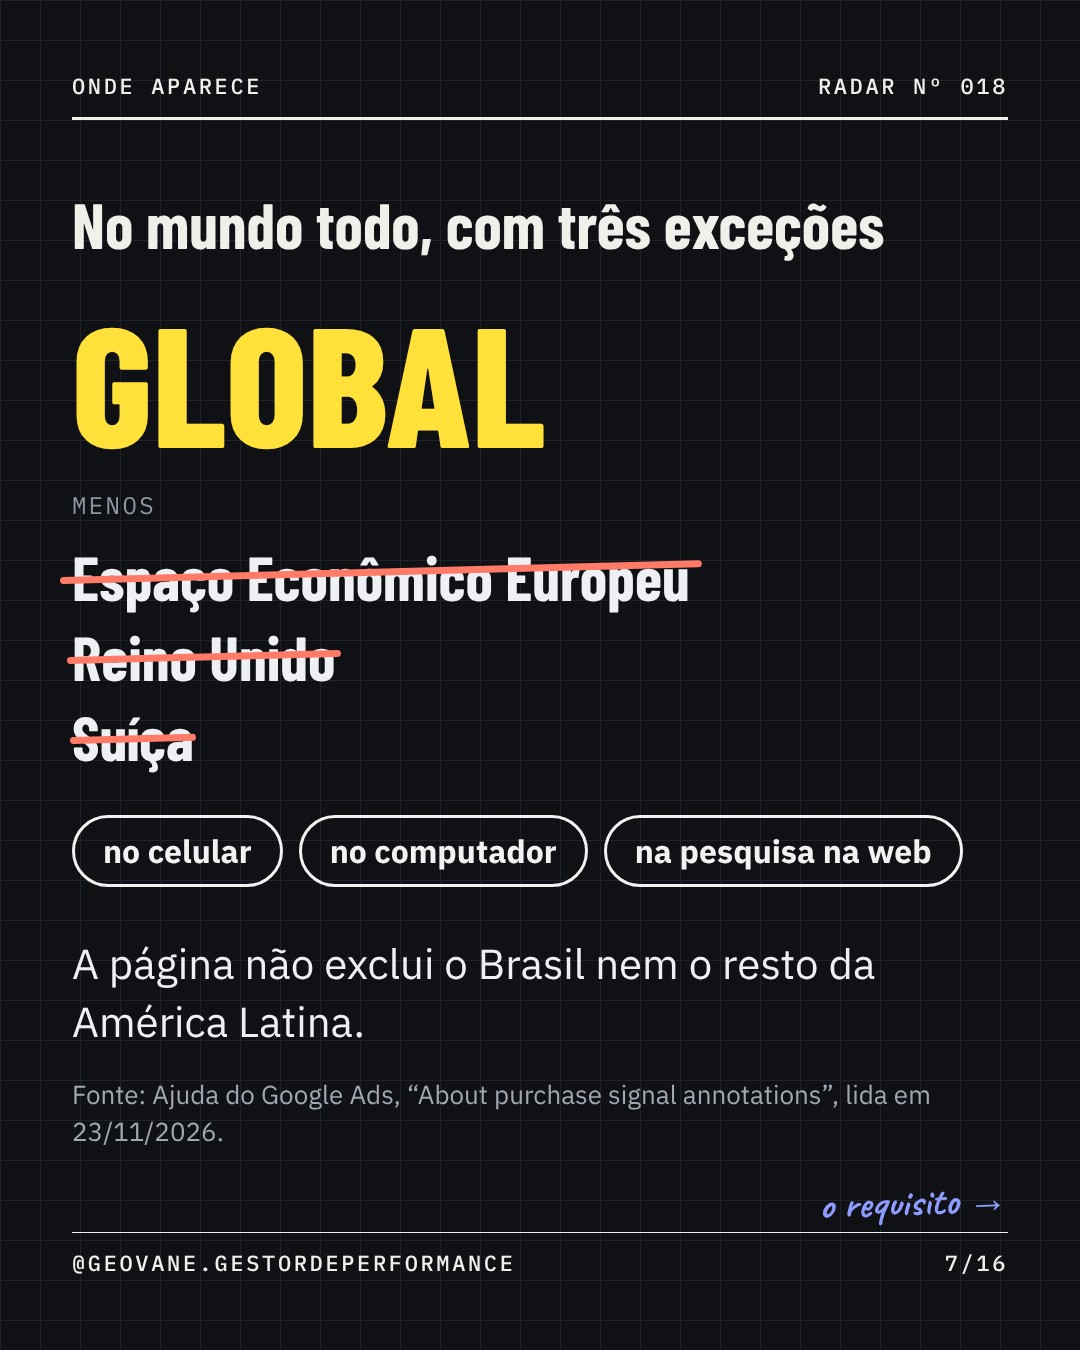 ONDE APARECE
RADAR Nº 018
No mundo todo, com três exceções
GLOBAL
MENOS
Espaço Econômico Europeu
Reino Unido
Suíça
no celular
no computador
na pesquisa na web
A página não exclui o Brasil nem o resto da
América Latina.
Fonte: Ajuda do Google Ads, “About purchase signal annotations”, lida em
23/11/2026.
o requisito →
@GEOVANE.GESTORDEPERFORMANCE
7/16